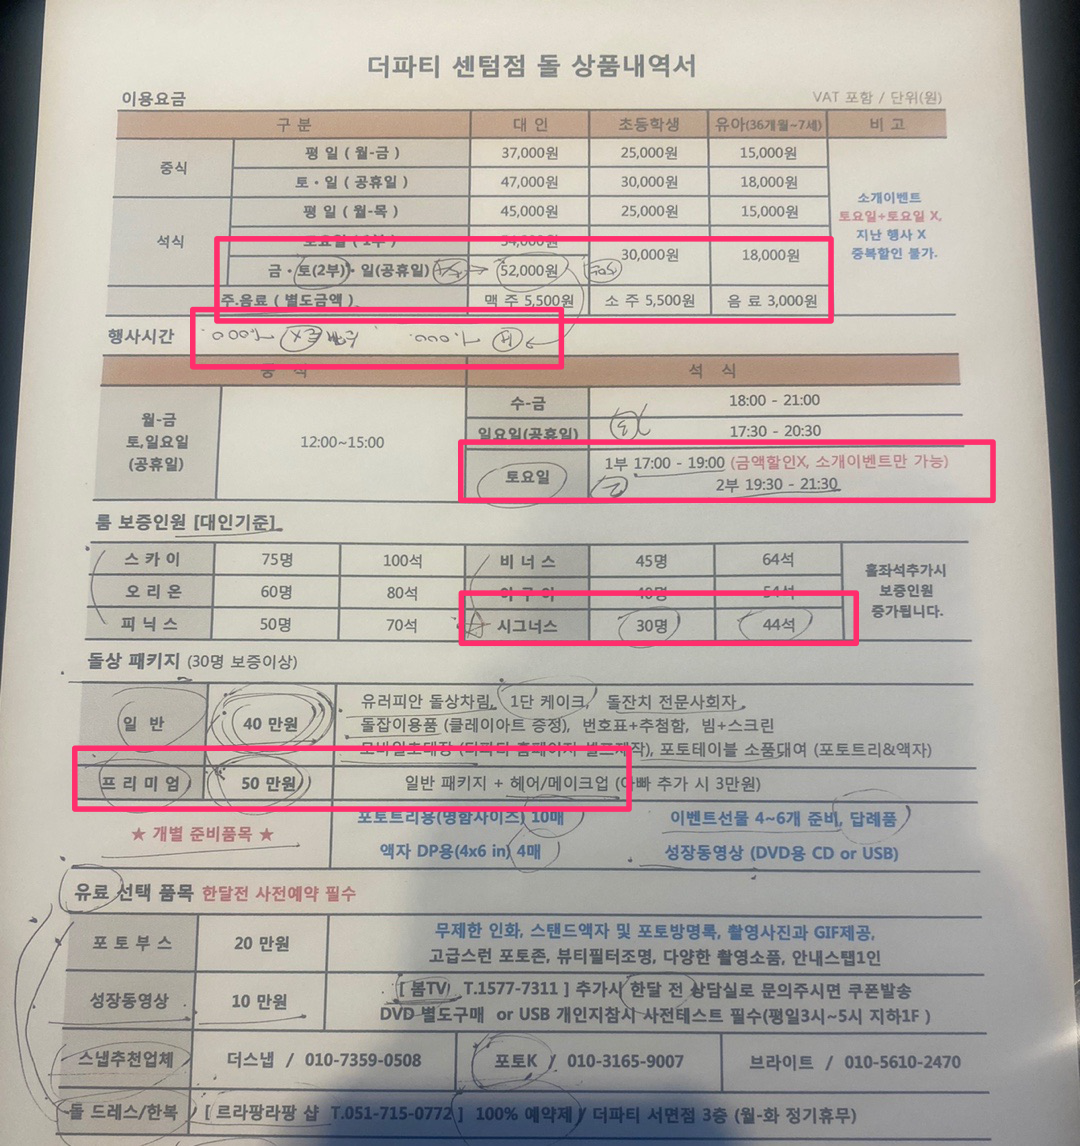 더파티 센텀점 돌 상품내역서
이용요금 VAT 포함 / 단위(원)
구 분 대 인 초등학생 유아(36개월~7세) 비 고
중식 평 일 ( 월-금 ) 37,000원 25,000원 15,000원
토 · 일 ( 공휴일 ) 47,000원 30,000원 18,000원
석식 평 일 ( 월-목 ) 45,000원 25,000원 15,000원
토요일 ( 1부 ) 54,000원
금 · 토(2부) · 일(공휴일) 52,000원 30,000원 18,000원
소개이벤트
토요일÷토요일 X,
지난 행사 X
중복할인 불가.
주.음료 ( 별도금액 ) 맥 주 5,500원 소 주 5,500원 음 료 3,000원
행사시간
중 식 석 식
월-금
토,일요일
(공휴일)
12:00~15:00
수-금 18:00 - 21:00
일요일(공휴일) 17:30 - 20:30
토요일 1부 17:00 - 19:00 (금액할인X, 소개이벤트만 가능)
2부 19:30 - 21:30
룸 보증인원 [대인기준]
스 카 이 75명 100석 비 너 스 45명 64석
오 리 온 60명 80석 40명 54석
피 닉 스 50명 70석 시그너스 30명 44석
홀좌석추가시
보증인원
증가됩니다.
돌상 패키지 (30명 보증이상)
일 반 40 만원
유러피안 돌상차림, 1단 케이크, 돌잔치 전문사회자
돌잡이용품 (클레이아트 증정), 번호표+추첨함, 빔+스크린
모바일초대장 (더파티 홈페이지 셀프제작), 포토테이블 소품대여 (포토트리&액자)
프 리 미 엄 50 만원 일반 패키지 + 헤어/메이크업 (아빠 추가 시 3만원)
★ 개별 준비품목 ★
포토트리용(명함사이즈) 10매 이벤트선물 4~6개 준비, 답례품
액자 DP용(4x6 in) 4매 성장동영상 (DVD용 CD or USB)
유료 선택 품목 한달전 사전예약 필수
포 토 부 스 20 만원
무제한 인화, 스탠드액자 및 포토방명록, 촬영사진과 GIF제공,
고급스런 포토존, 뷰티필터조명, 다양한 촬영소품, 안내스탭1인
성장동영상 10 만원
[ 봄TV) T.1577-7311 ] 추가시 한달 전 상담실로 문의주시면 쿠폰발송
DVD 별도구매 or USB 개인지참시 사전테스트 필수(평일3시~5시 지하1F )
스냅추천업체 더스냅 / 010-7359-0508 포토K / 010-3165-9007 브라이트 / 010-5610-2470
돌 드레스/한복 [ 르라팡라팡 샵 T.051-715-0772 ] 100% 예약제 / 더파티 서면점 3층 (월-화 정기휴무)